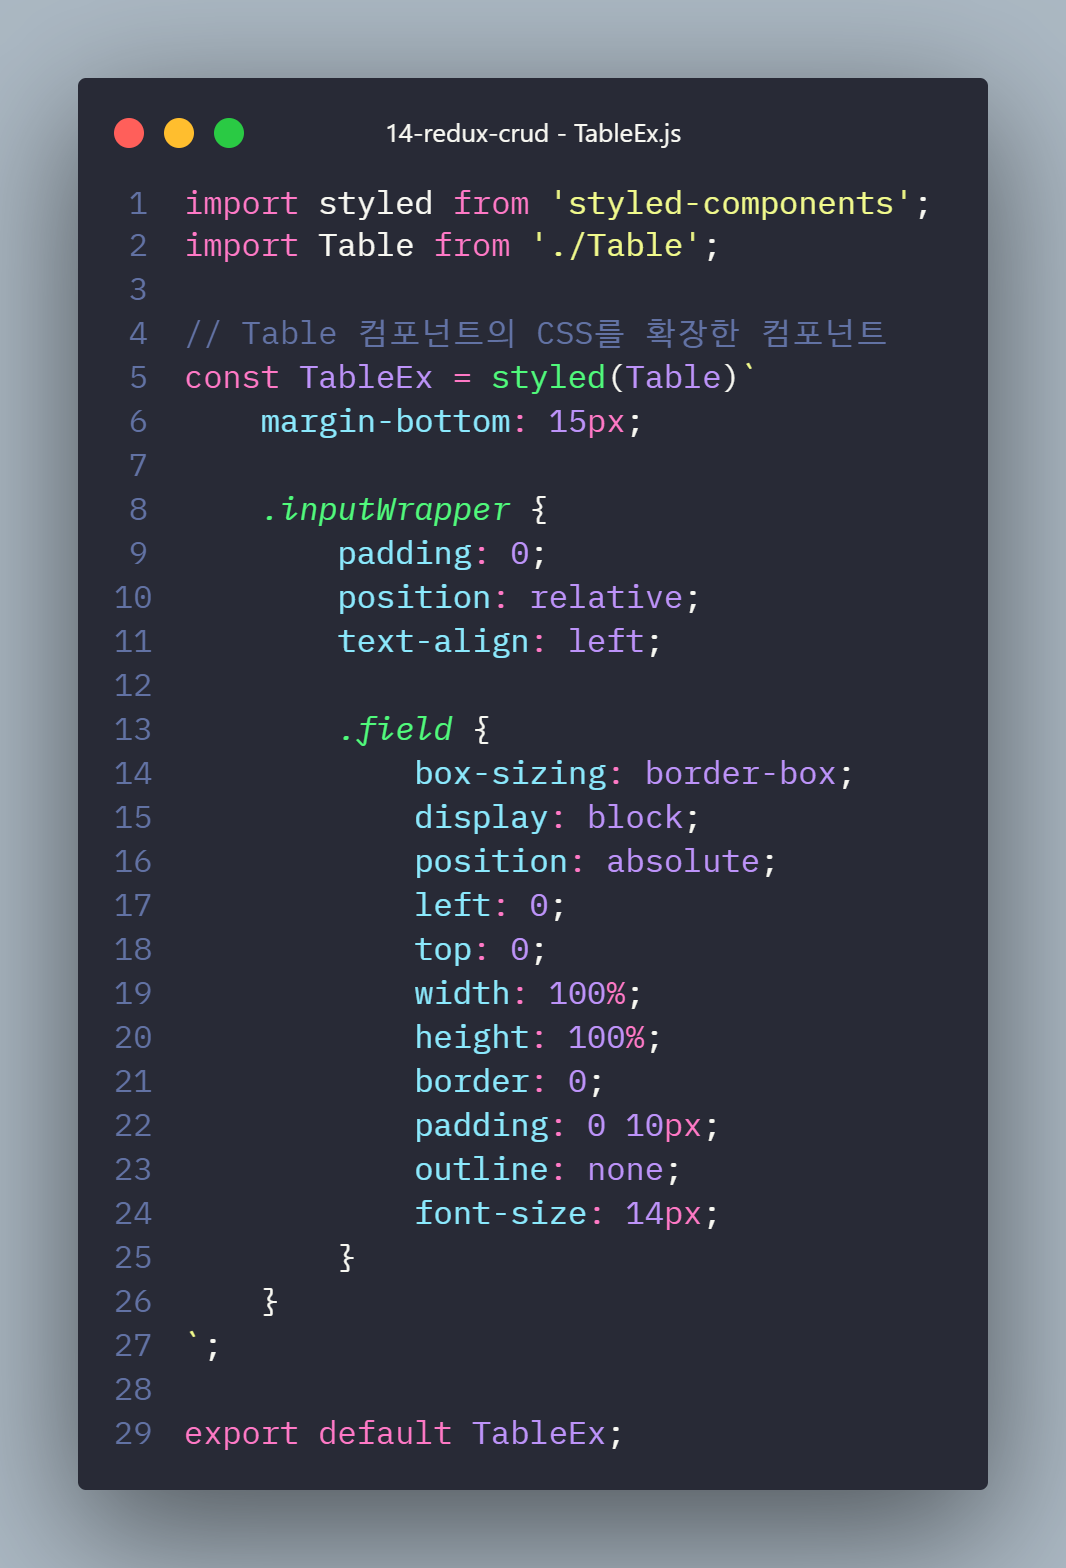 14-redux-crud - TableEx.js
1 import styled from 'styled-components';
2 import Table from './Table';
3
4 // Table 컴포넌트의 CSS를 확장한 컴포넌트
5 const TableEx = styled(Table)`
6     margin-bottom: 15px;
7
8     .inputWrapper {
9         padding: 0;
10         position: relative;
11         text-align: left;
12
13         .field {
14             box-sizing: border-box;
15             display: block;
16             position: absolute;
17             left: 0;
18             top: 0;
19             width: 100%;
20             height: 100%;
21             border: 0;
22             padding: 0 10px;
23             outline: none;
24             font-size: 14px;
25         }
26     }
27 `;
28
29 export default TableEx;